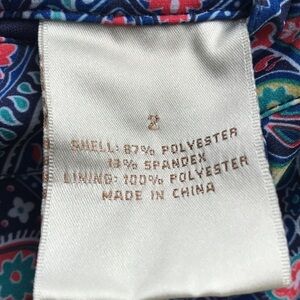 2
SHELL: 87% POLYESTER
13% SPANDEX
LINING: 100% POLYESTER
MADE IN CHINA